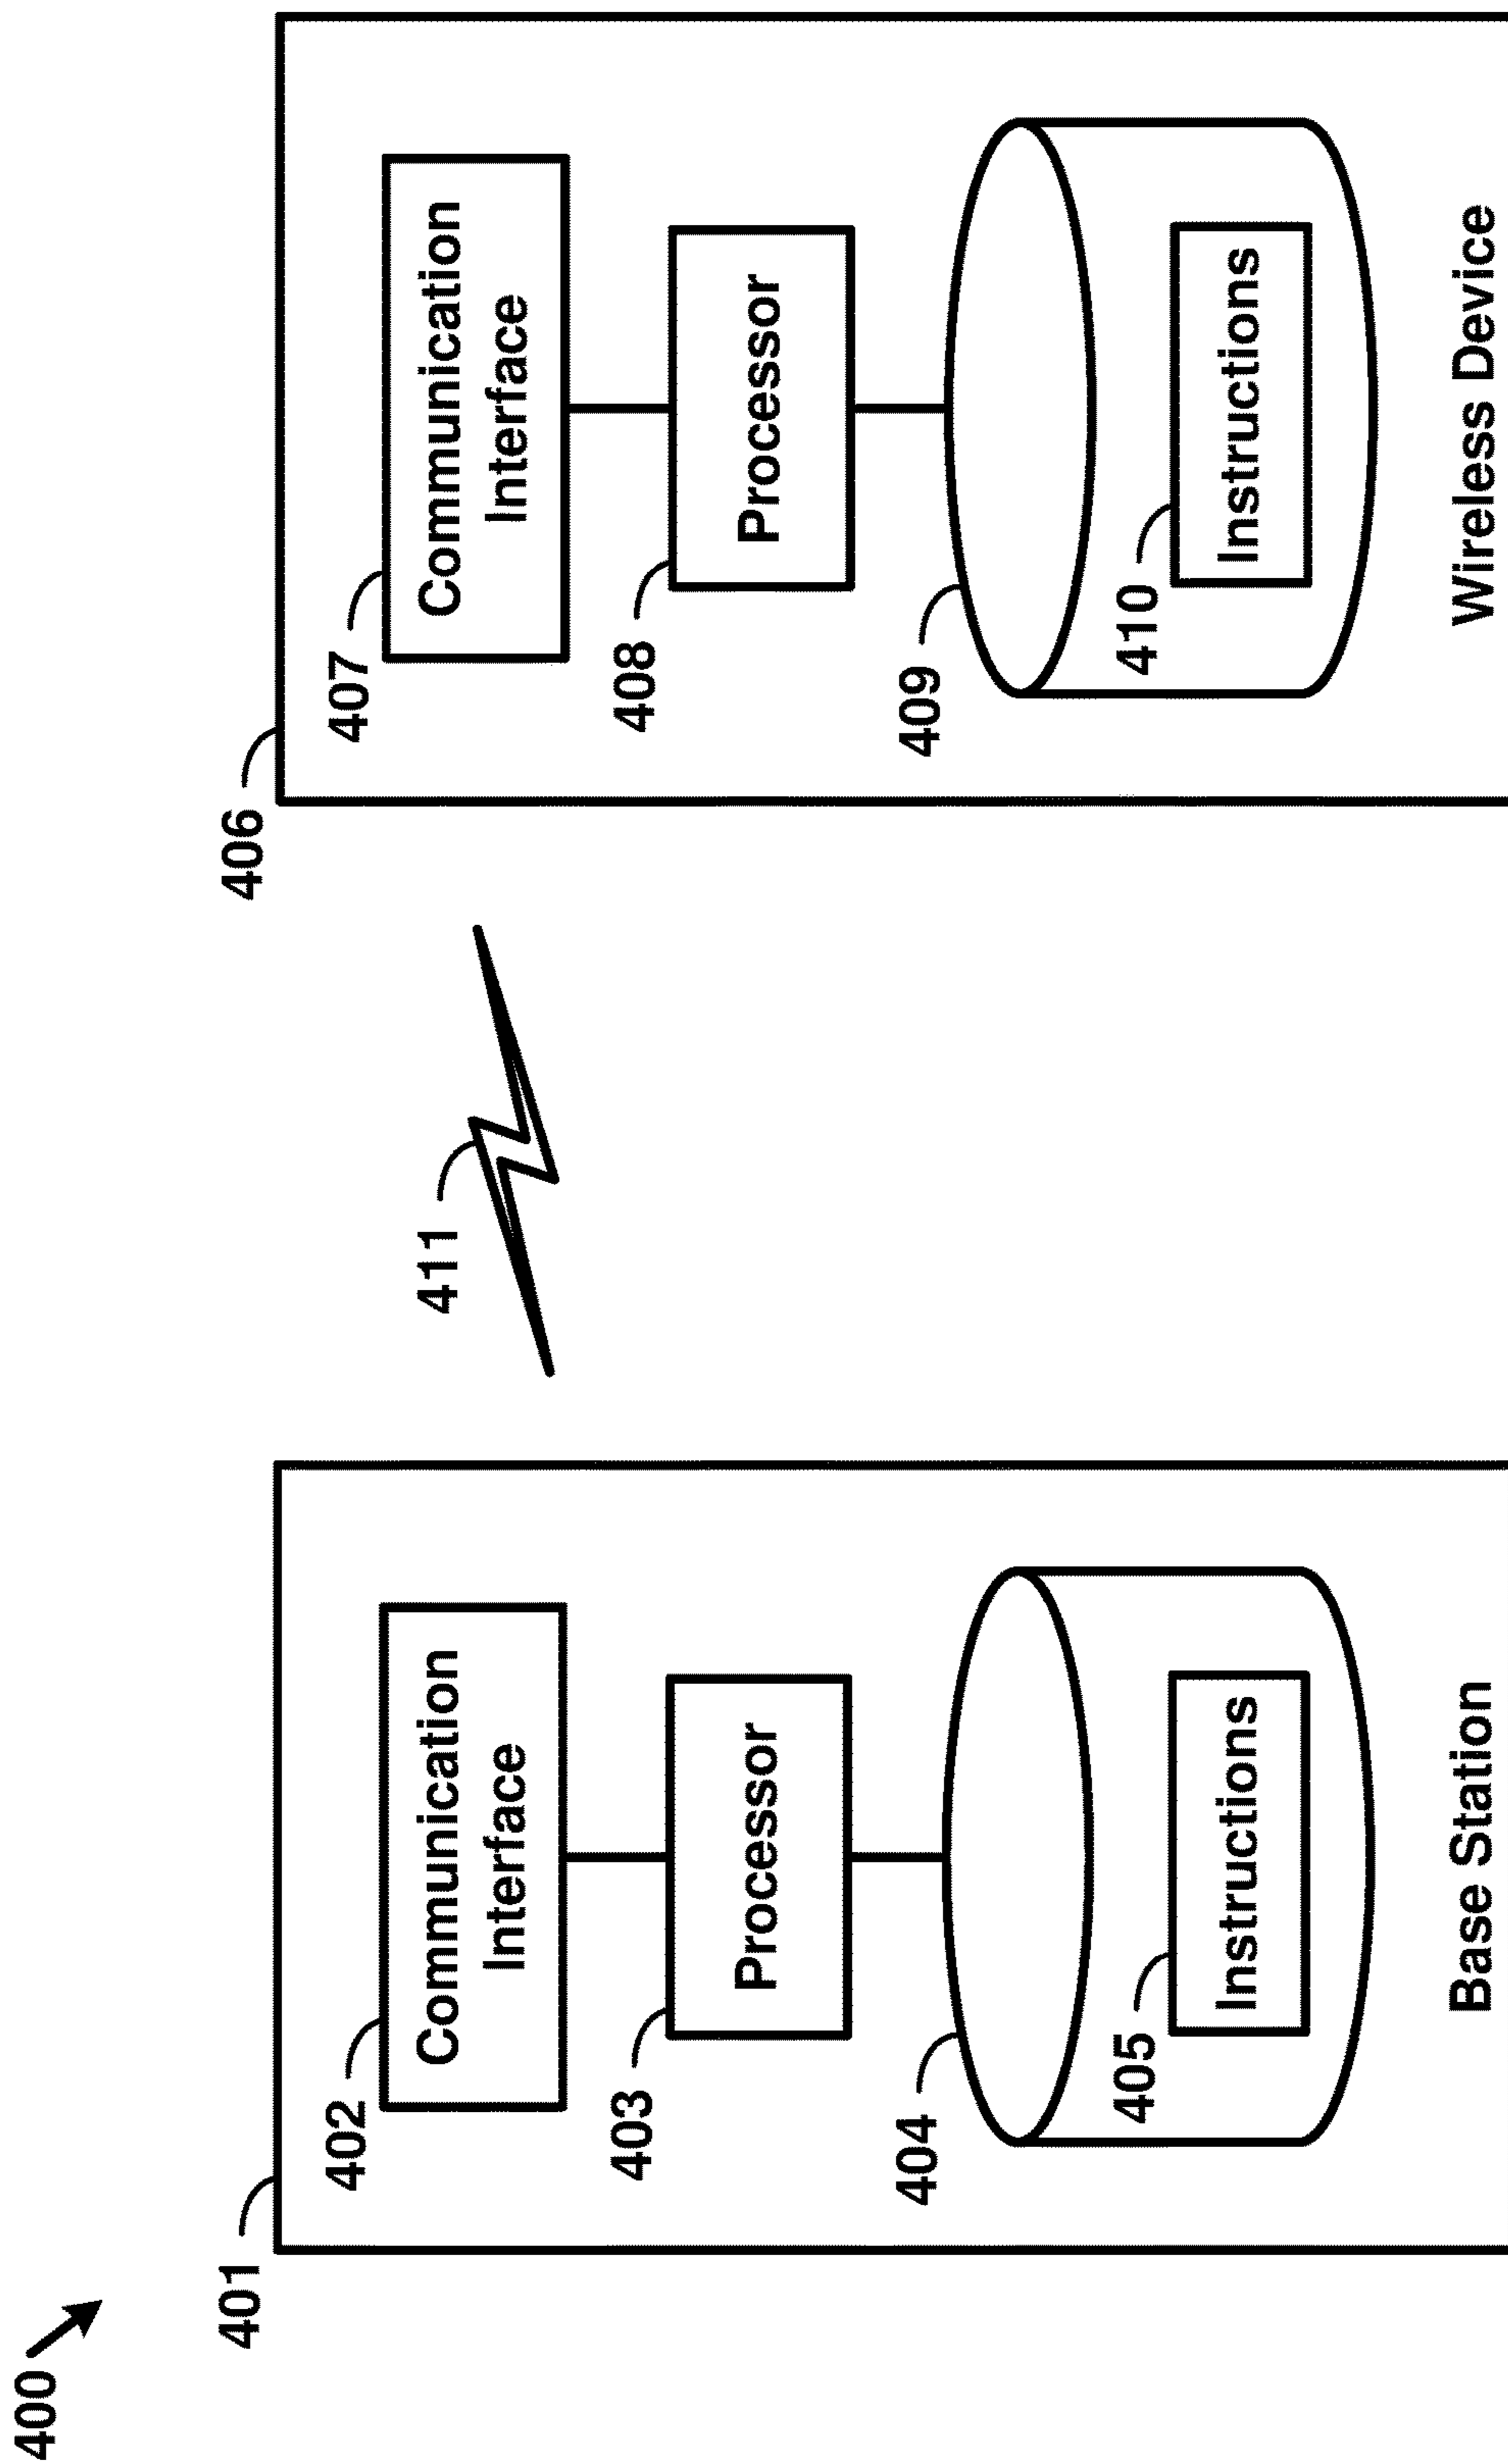 400
401
402
Communication
Interface
403
Processor
404
405
Instructions
Base Station
411
406
407
Communication
Interface
408
Processor
409
410
Instructions
Wireless Device